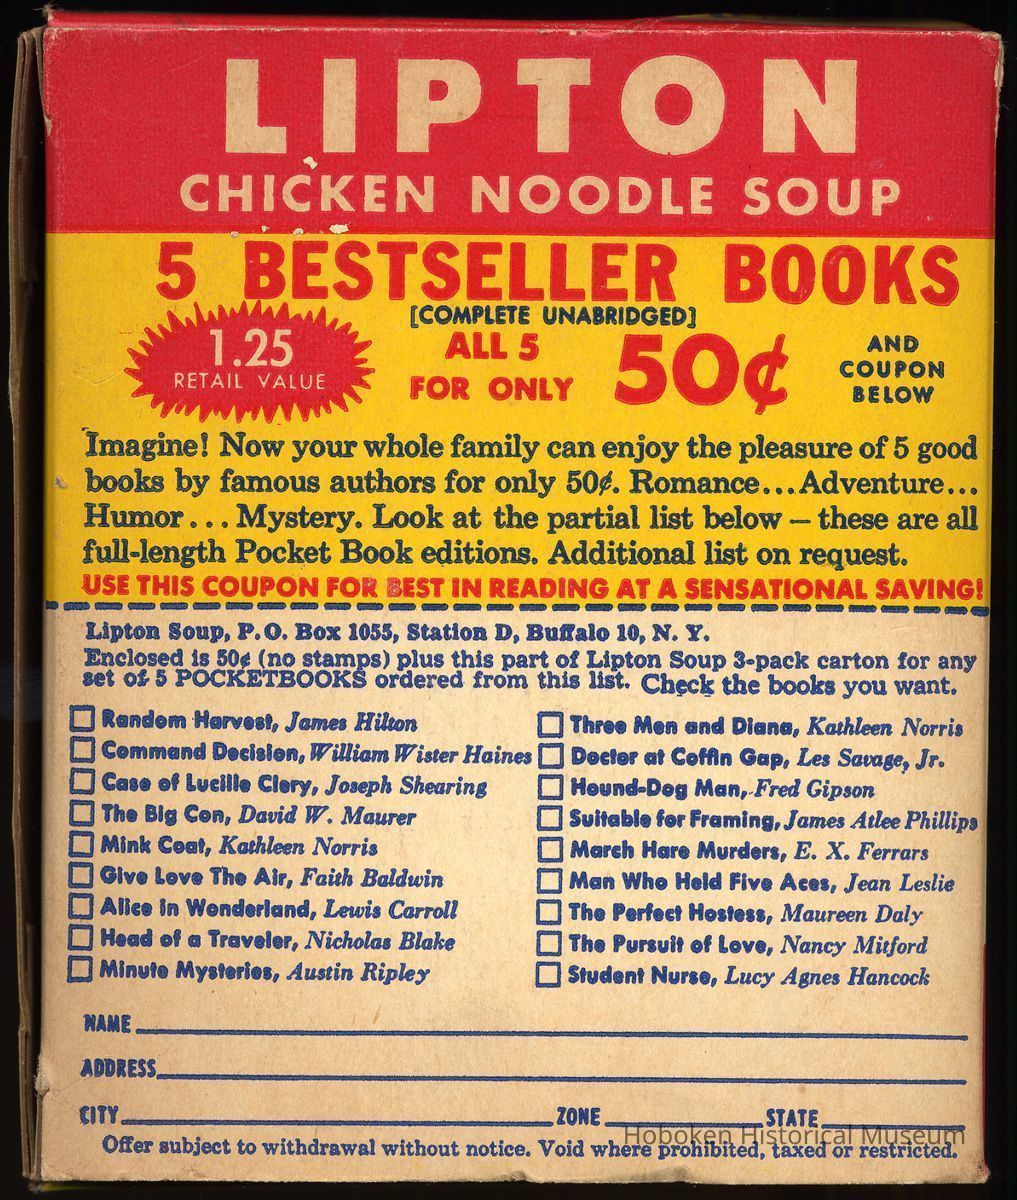 LIPTON
CHICKEN NOODLE SOUP
5 BESTSELLER BOOKS
[COMPLETE UNABRIDGED]
1.25
RETAIL VALUE
ALL 5
FOR ONLY
50¢
AND
COUPON
BELOW
Imagine! Now your whole family can enjoy the pleasure of 5 good
books by famous authors for only 50¢. Romance...Adventure...
Humor... Mystery. Look at the partial list below – these are all
full-length Pocket Book editions. Additional list on request.
USE THIS COUPON FOR BEST IN READING AT A SENSATIONAL SAVING!
Lipton Soup, P.O. Box 1055, Station D, Buffalo 10, N. Y.
Enclosed is 50¢ (no stamps) plus this part of Lipton Soup 3-pack carton for any
set of 5 POCKETBOOKS ordered from this list. Check the books you want.
Random Harvest, James Hilton
Command Decision, William Wister Haines
Case of Lucille Clery, Joseph Shearing
The Big Con, David W. Maurer
Mink Coat, Kathleen Norris
Give Love The Air, Faith Baldwin
Alice in Wonderland, Lewis Carroll
Head of a Traveler, Nicholas Blake
Minute Mysteries, Austin Ripley
Three Men and Diana, Kathleen Norris
Doctor at Coffin Gap, Les Savage, Jr.
Hound-Dog Man, Fred Gipson
Suitable for Framing, James Atlee Phillips
March Hare Murders, E. X. Ferrars
Man Who Held Five Aces, Jean Leslie
The Perfect Hostess, Maureen Daly
The Pursuit of Love, Nancy Mitford
Student Nurse, Lucy Agnes Hancock
NAME
ADDRESS
CITY ZONE STATE
Hoboken Historical Museum
Offer subject to withdrawal without notice. Void where prohibited, taxed or restricted.